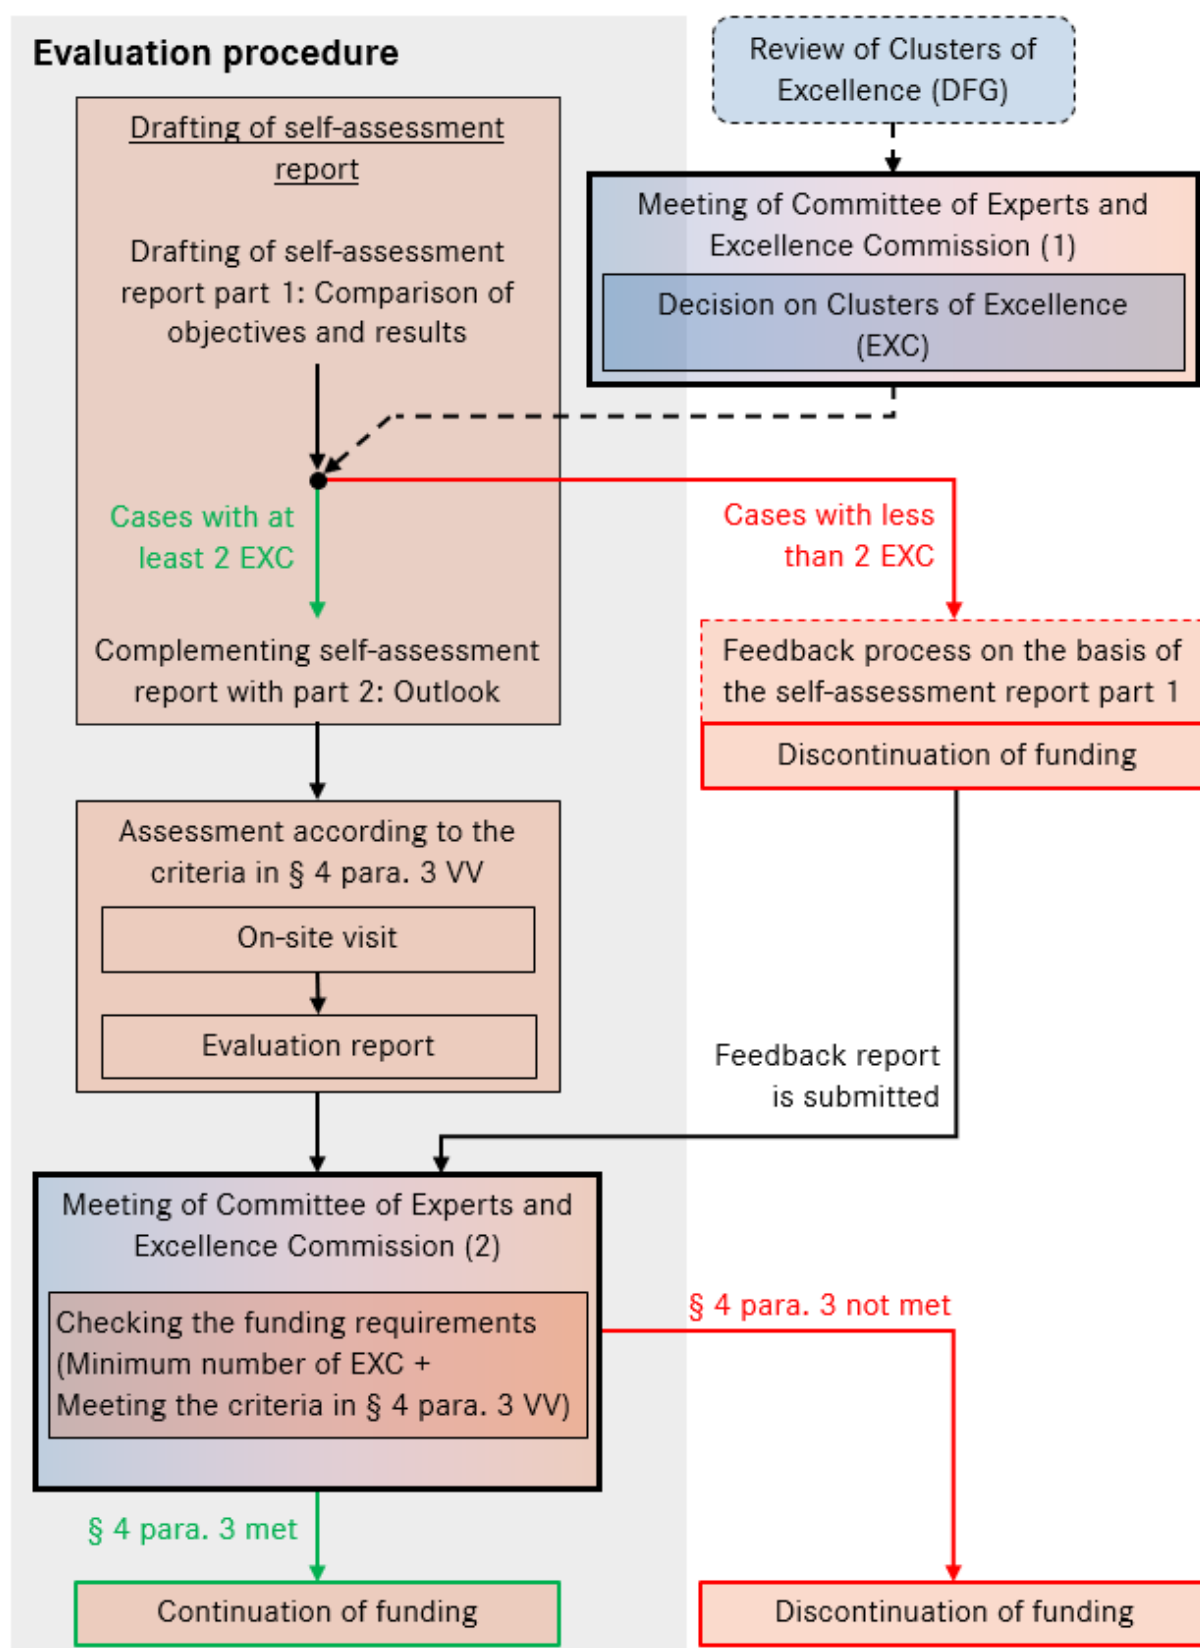 Evaluation procedure
Review of Clusters of
Excellence (DFG)
Drafting of self-assessment
report
Meeting of Committee of Experts and
Excellence Commission (1)
Decision on Clusters of Excellence
(EXC)
Drafting of self-assessment
report part 1: Comparison of
objectives and results
Cases with at
least 2 EXC
Cases with less
than 2 EXC
Complementing self-assessment
report with part 2: Outlook
Feedback process on the basis of
the self-assessment report part 1
Discontinuation of funding
Assessment according to the
criteria in § 4 para. 3 VV
On-site visit
Evaluation report
Feedback report
is submitted
Meeting of Committee of Experts and
Excellence Commission (2)
Checking the funding requirements
(Minimum number of EXC +
Meeting the criteria in § 4 para. 3 VV)
§ 4 para. 3 not met
§ 4 para. 3 met
Continuation of funding
Discontinuation of funding